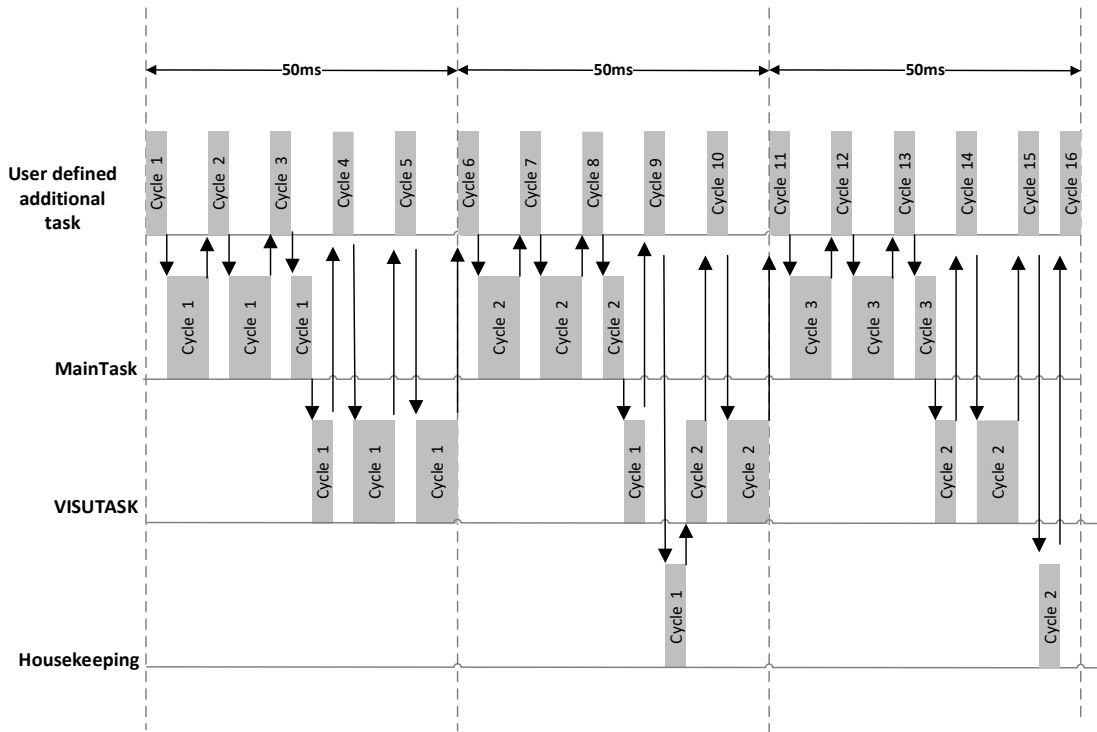 50ms
50ms
50ms
User defined
additional
task
Cycle 1
Cycle 2
Cycle 3
Cycle 4
Cycle 5
Cycle 6
Cycle 7
Cycle 8
Cycle 9
Cycle 10
Cycle 11
Cycle 12
Cycle 13
Cycle 14
Cycle 15
Cycle 16
MainTask
Cycle 1
Cycle 1
Cycle 1
Cycle 2
Cycle 2
Cycle 2
Cycle 3
Cycle 3
Cycle 3
VISUTASK
Cycle 1
Cycle 1
Cycle 1
Cycle 1
Cycle 2
Cycle 2
Cycle 2
Cycle 2
Housekeeping
Cycle 1
Cycle 2